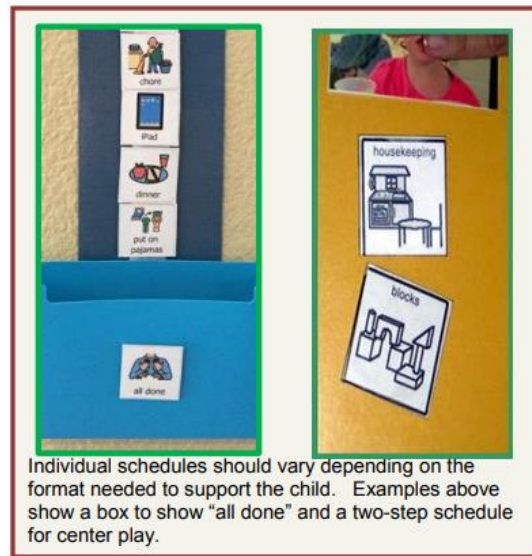 chore
iPad
dinner
put on
pajamas
all done
housekeeping
blocks
Individual schedules should vary depending on the
format needed to support the child. Examples above
show a box to show “all done” and a two-step schedule
for center play.